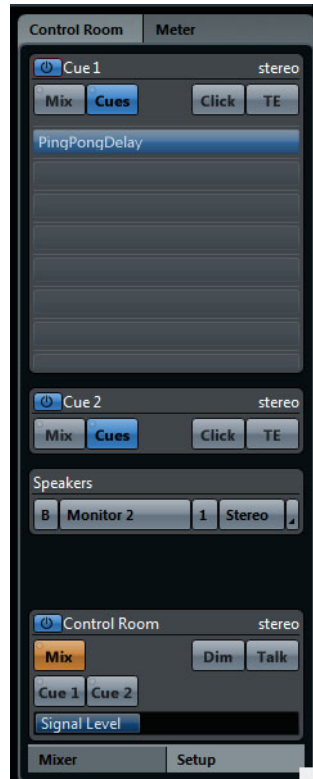 Control Room Meter
Cue 1 stereo
Mix Cues Click TE
PingPongDelay
Cue 2 stereo
Mix Cues Click TE
Speakers
B Monitor 2 1 Stereo
Control Room stereo
Mix Dim Talk
Cue 1 Cue 2
Signal Level
Mixer Setup